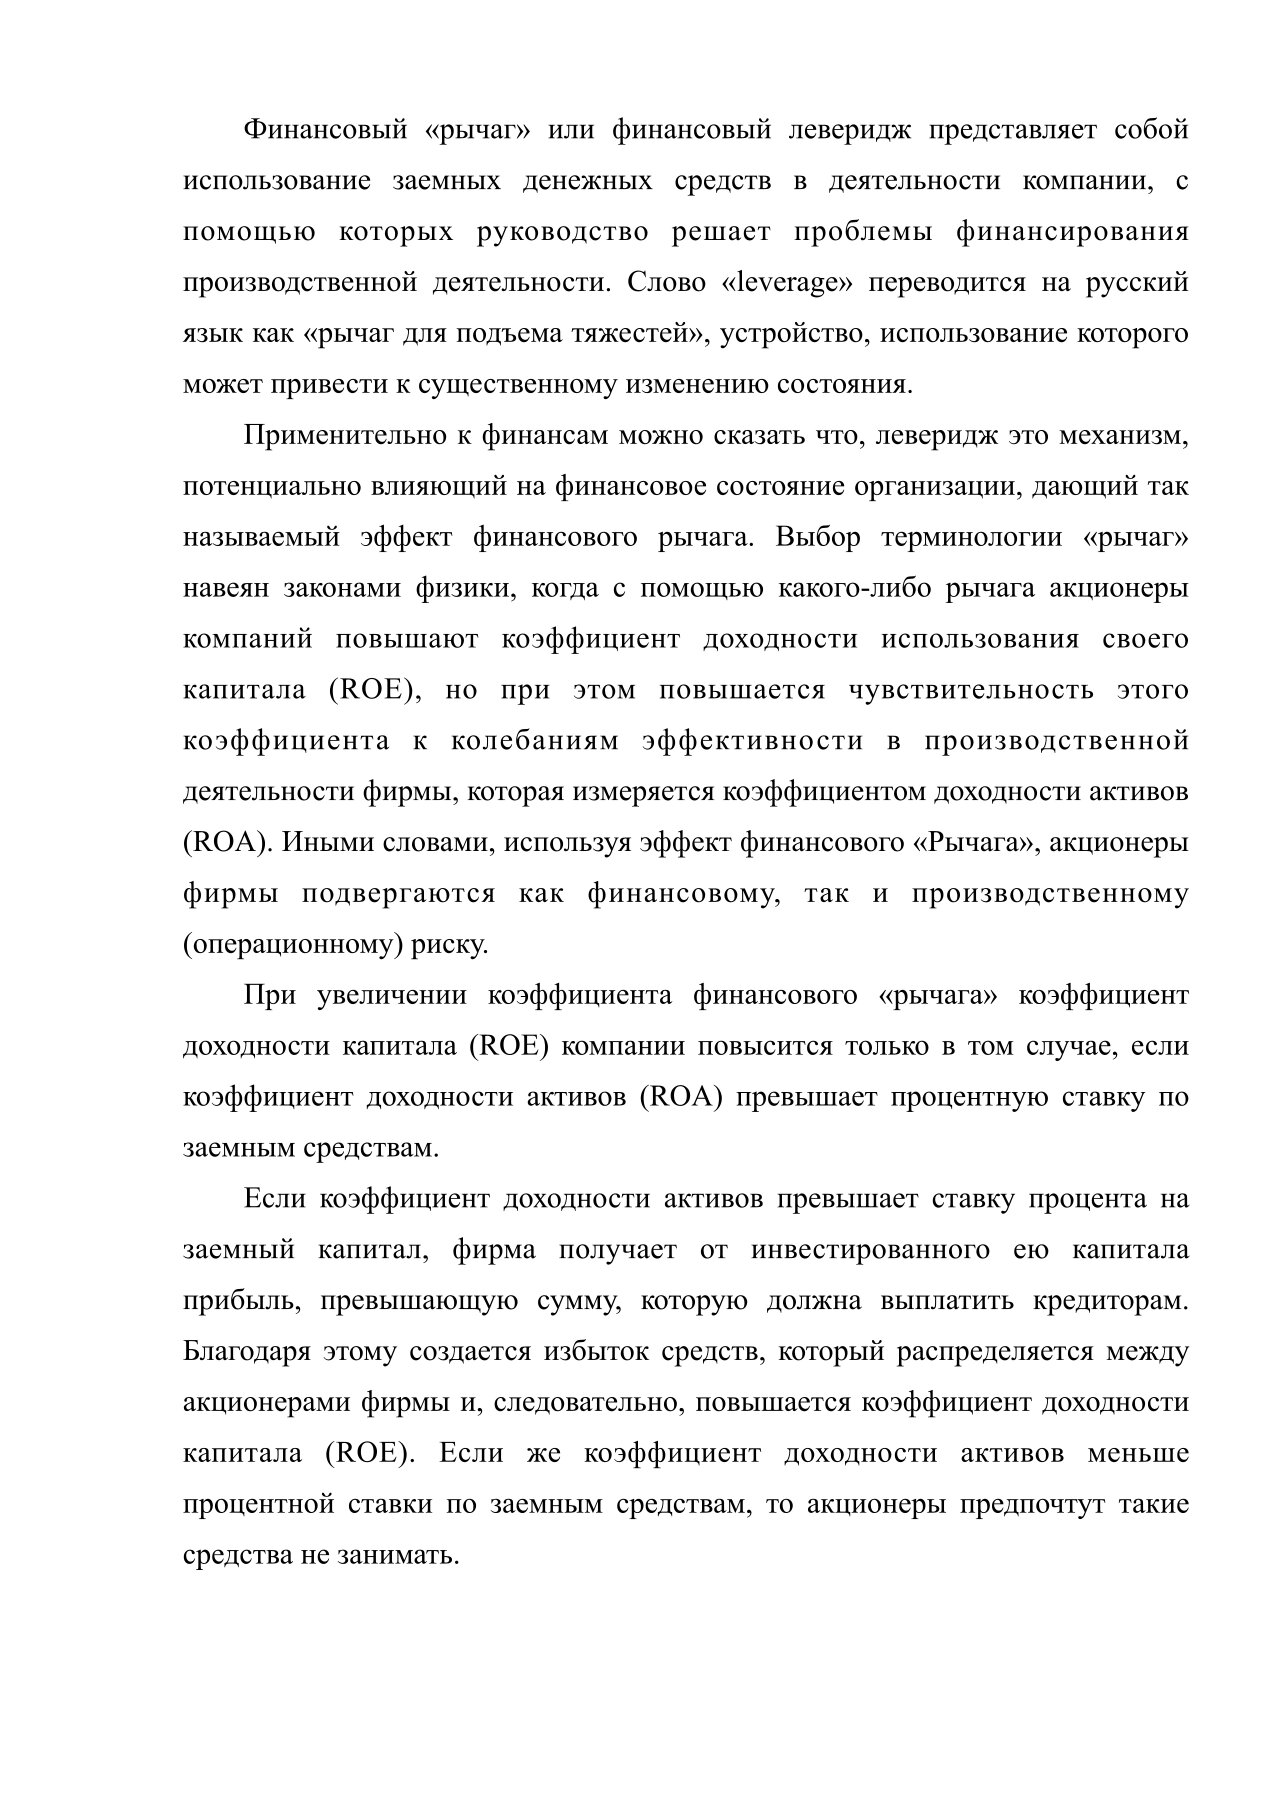 Финансовый «рычаг» или финансовый леверидж представляет собой
использование заемных денежных средств в деятельности компании, с
помощью которых руководство решает проблемы финансирования
производственной деятельности. Слово «leverage» переводится на русский
язык как «рычаг для подъема тяжестей», устройство, использование которого
может привести к существенному изменению состояния.
Применительно к финансам можно сказать что, леверидж это механизм,
потенциально влияющий на финансовое состояние организации, дающий так
называемый эффект финансового рычага. Выбор терминологии «рычаг»
навеян законами физики, когда с помощью какого-либо рычага акционеры
компаний повышают коэффициент доходности использования своего
капитала (ROE), но при этом повышается чувствительность этого
коэффициента к колебаниям эффективности в производственной
деятельности фирмы, которая измеряется коэффициентом доходности активов
(ROA). Иными словами, используя эффект финансового «Рычага», акционеры
фирмы подвергаются как финансовому, так и производственному
(операционному) риску.
При увеличении коэффициента финансового «рычага» коэффициент
доходности капитала (ROE) компании повысится только в том случае, если
коэффициент доходности активов (ROA) превышает процентную ставку по
заемным средствам.
Если коэффициент доходности активов превышает ставку процента на
заемный капитал, фирма получает от инвестированного ею капитала
прибыль, превышающую сумму, которую должна выплатить кредиторам.
Благодаря этому создается избыток средств, который распределяется между
акционерами фирмы и, следовательно, повышается коэффициент доходности
капитала (ROE). Если же коэффициент доходности активов меньше
процентной ставки по заемным средствам, то акционеры предпочтут такие
средства не занимать.